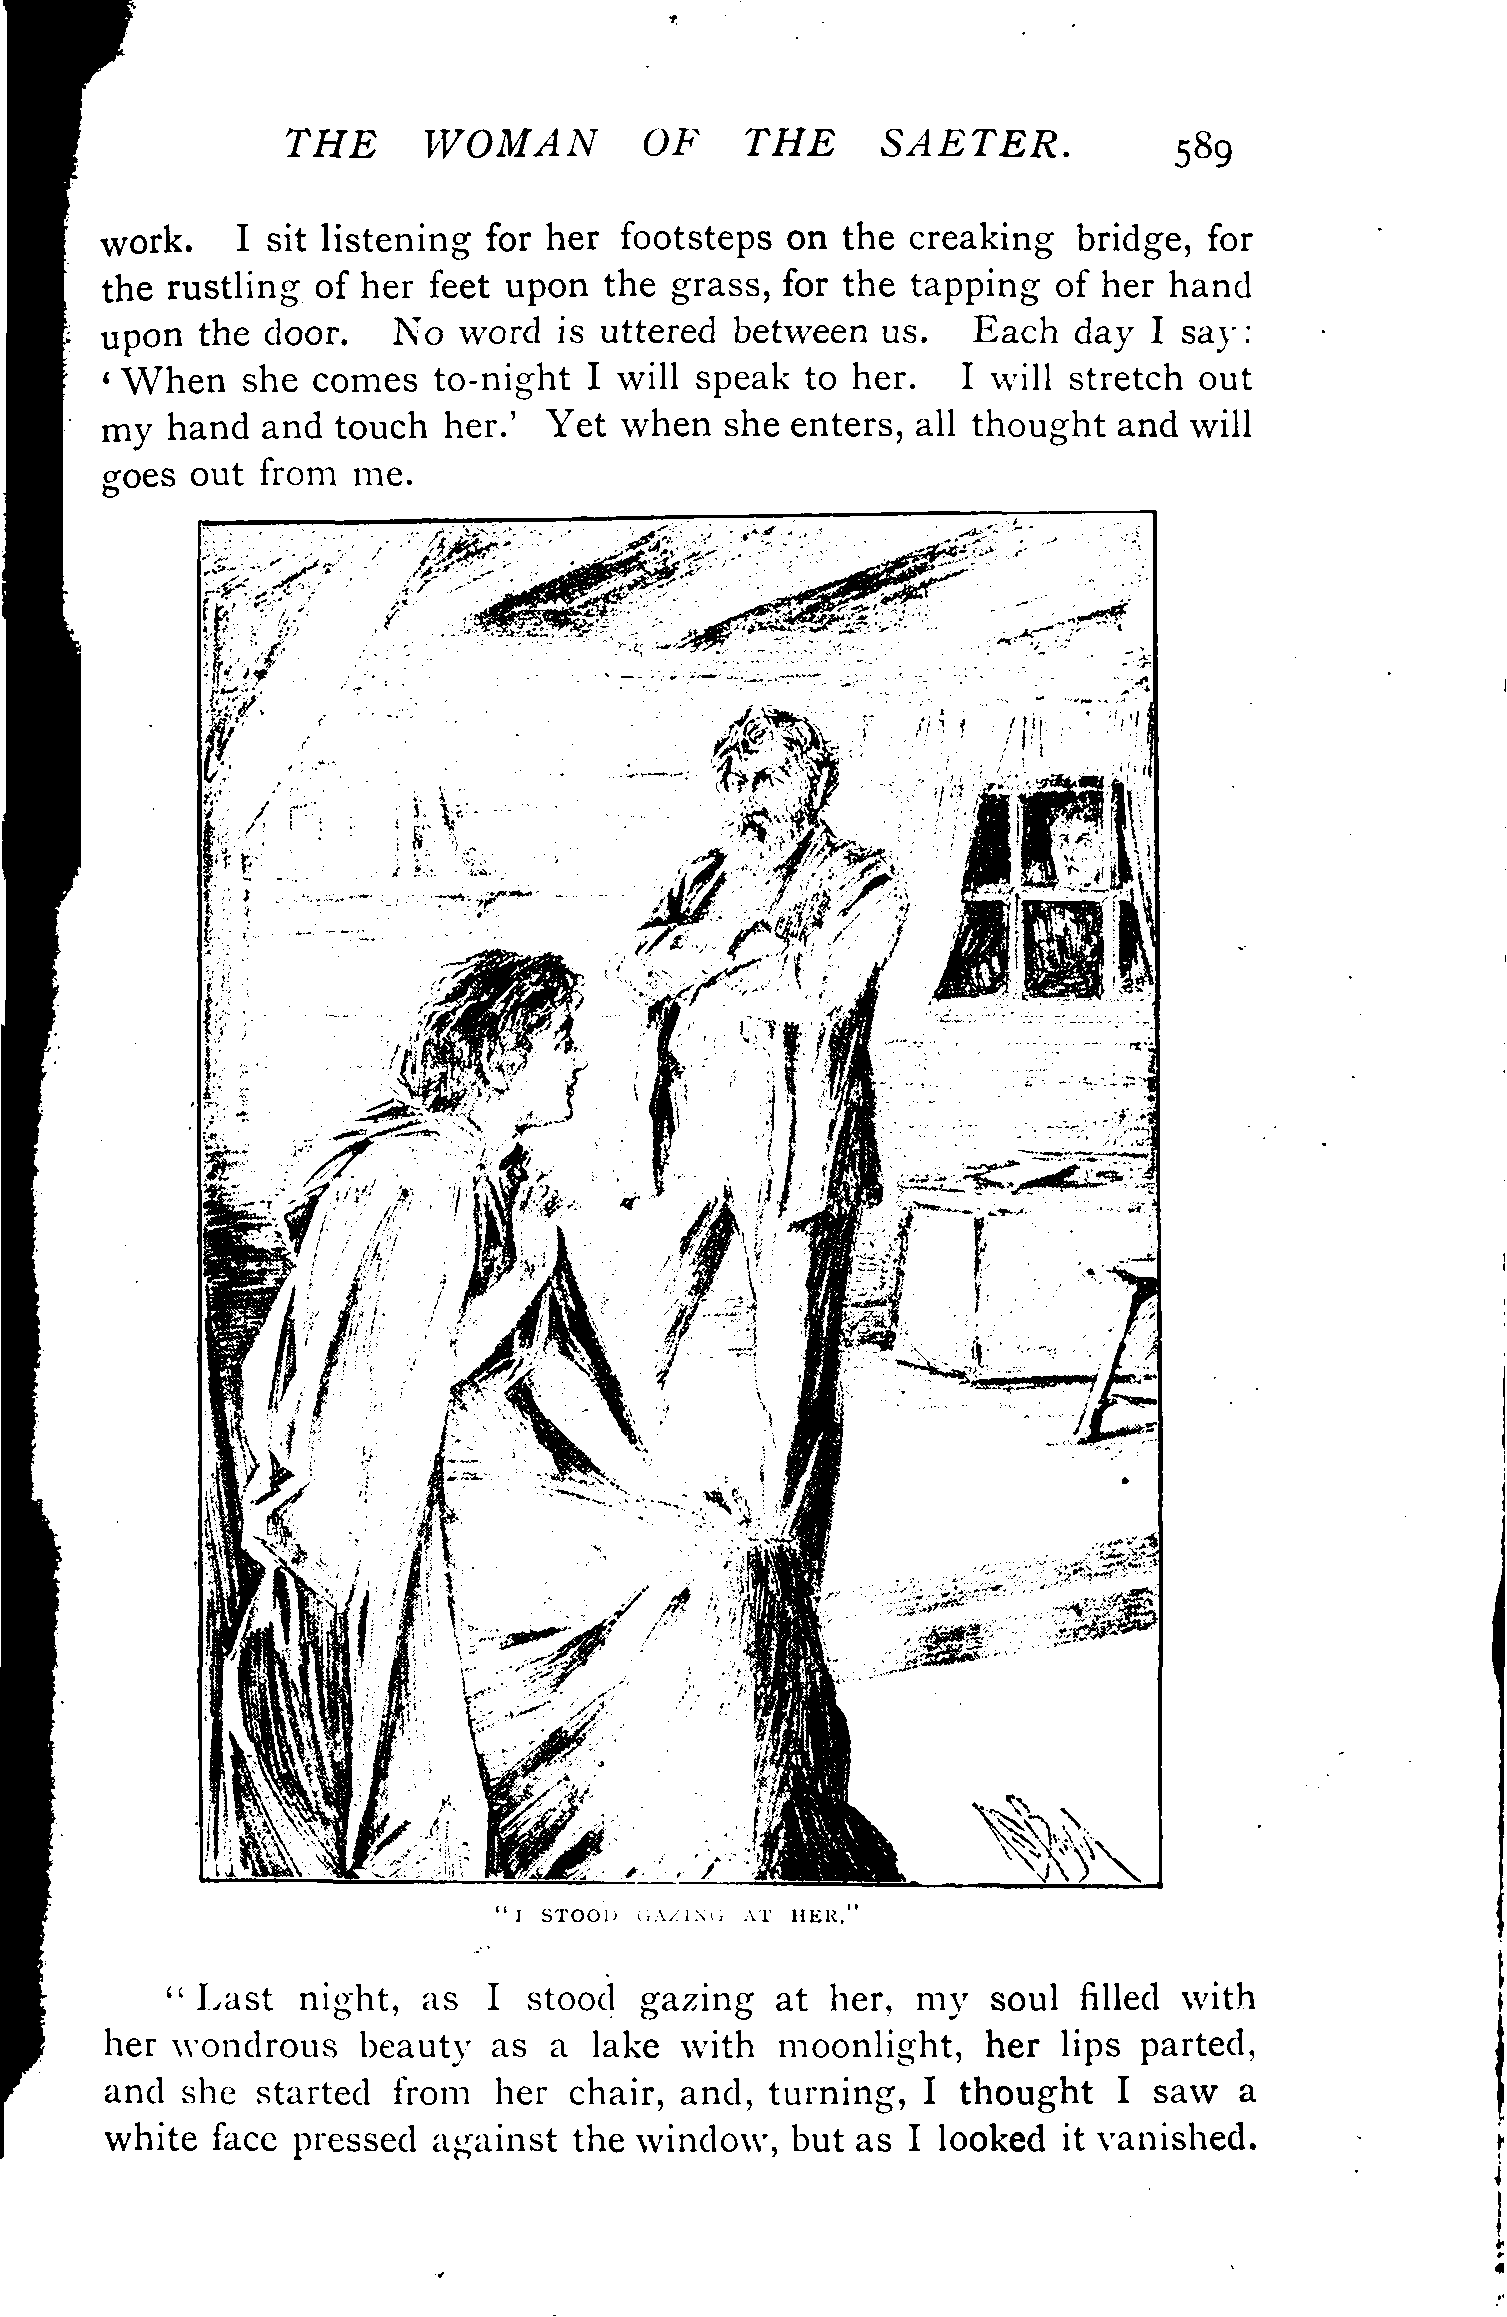 THE WOMAN OF THE SAETER. 589
work. I sit listening for her footsteps on the creaking bridge, for
the rustling of her feet upon the grass, for the tapping of her hand
upon the door. No word is uttered between us. Each day I say:
‘When she comes to-night I will speak to her. I will stretch out
my hand and touch her.’ Yet when she enters, all thought and will
goes out from me.
“I STOOD GAZING AT HER.”
“Last night, as I stood gazing at her, my soul filled with
her wondrous beauty as a lake with moonlight, her lips parted,
and she started from her chair, and, turning, I thought I saw a
white face pressed against the window, but as I looked it vanished.